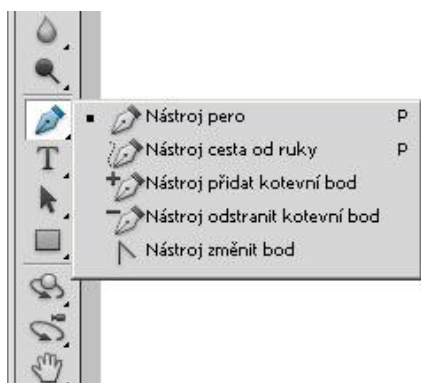 Nástroj pero P
Nástroj cesta od ruky P
Nástroj přidat kotevní bod
Nástroj odstranit kotevní bod
Nástroj změnit bod